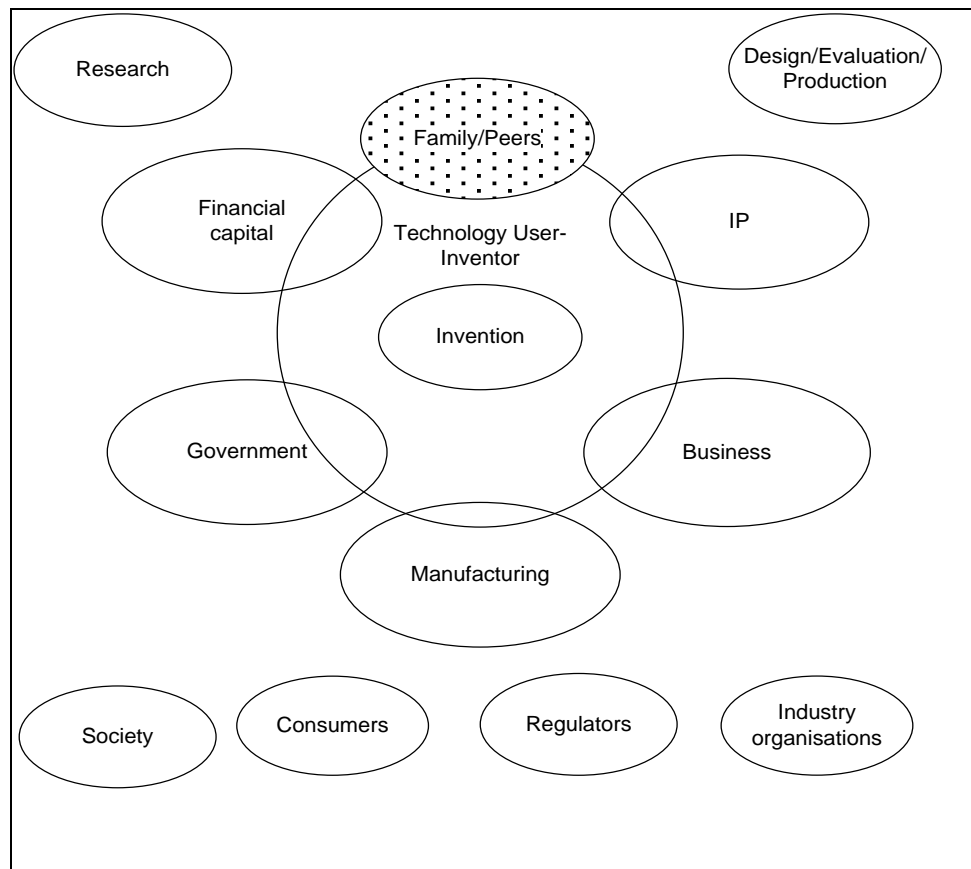 Research
Design/Evaluation/
Production
Family/Peers
Financial
capital
IP
Technology User-
Inventor
Invention
Government
Business
Manufacturing
Society
Consumers
Regulators
Industry
organisations